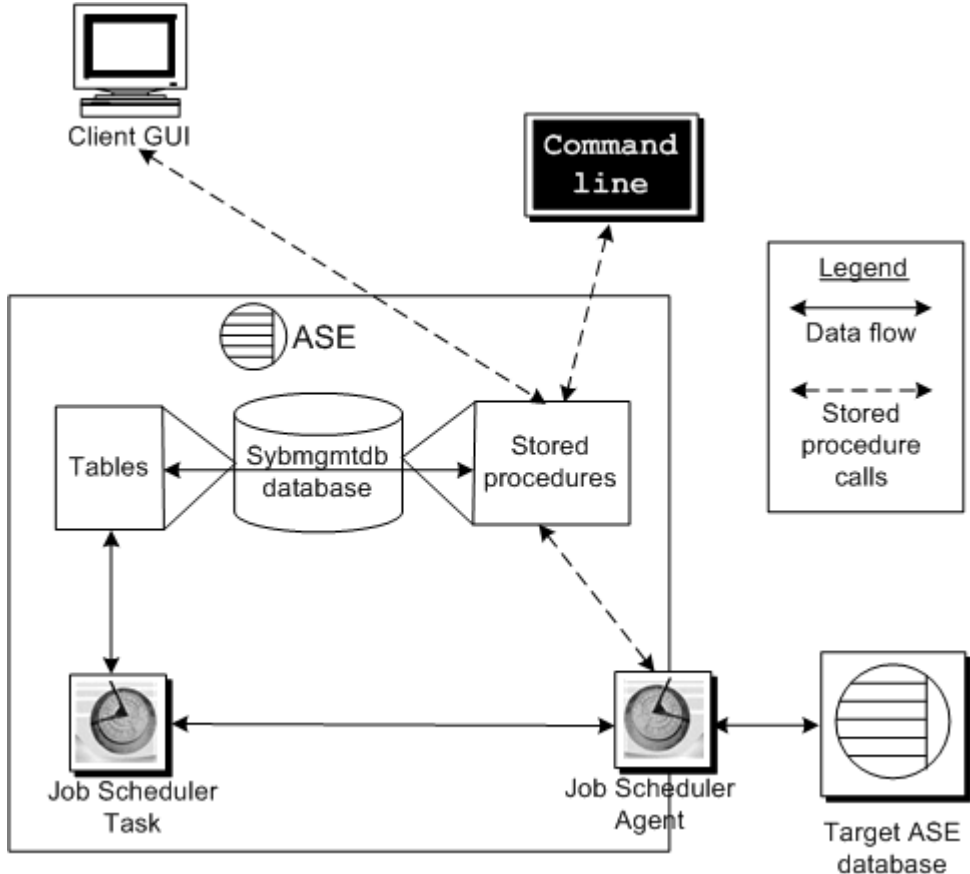 Client GUI
Command
line
Legend
Data flow
Stored
procedure
calls
ASE
Tables
Sybmgmtdb
database
Stored
procedures
Job Scheduler
Task
Job Scheduler
Agent
Target ASE
database